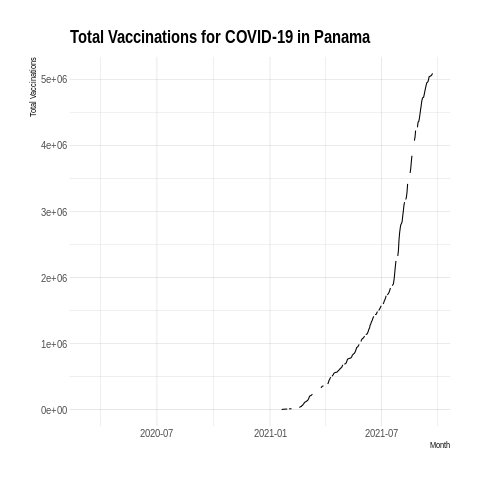 Total Vaccinations for COVID-19 in Panama
Total Vaccinations
5e+06
4e+06
3e+06
2e+06
1e+06
0e+00
2020-07 2021-01 2021-07
Month